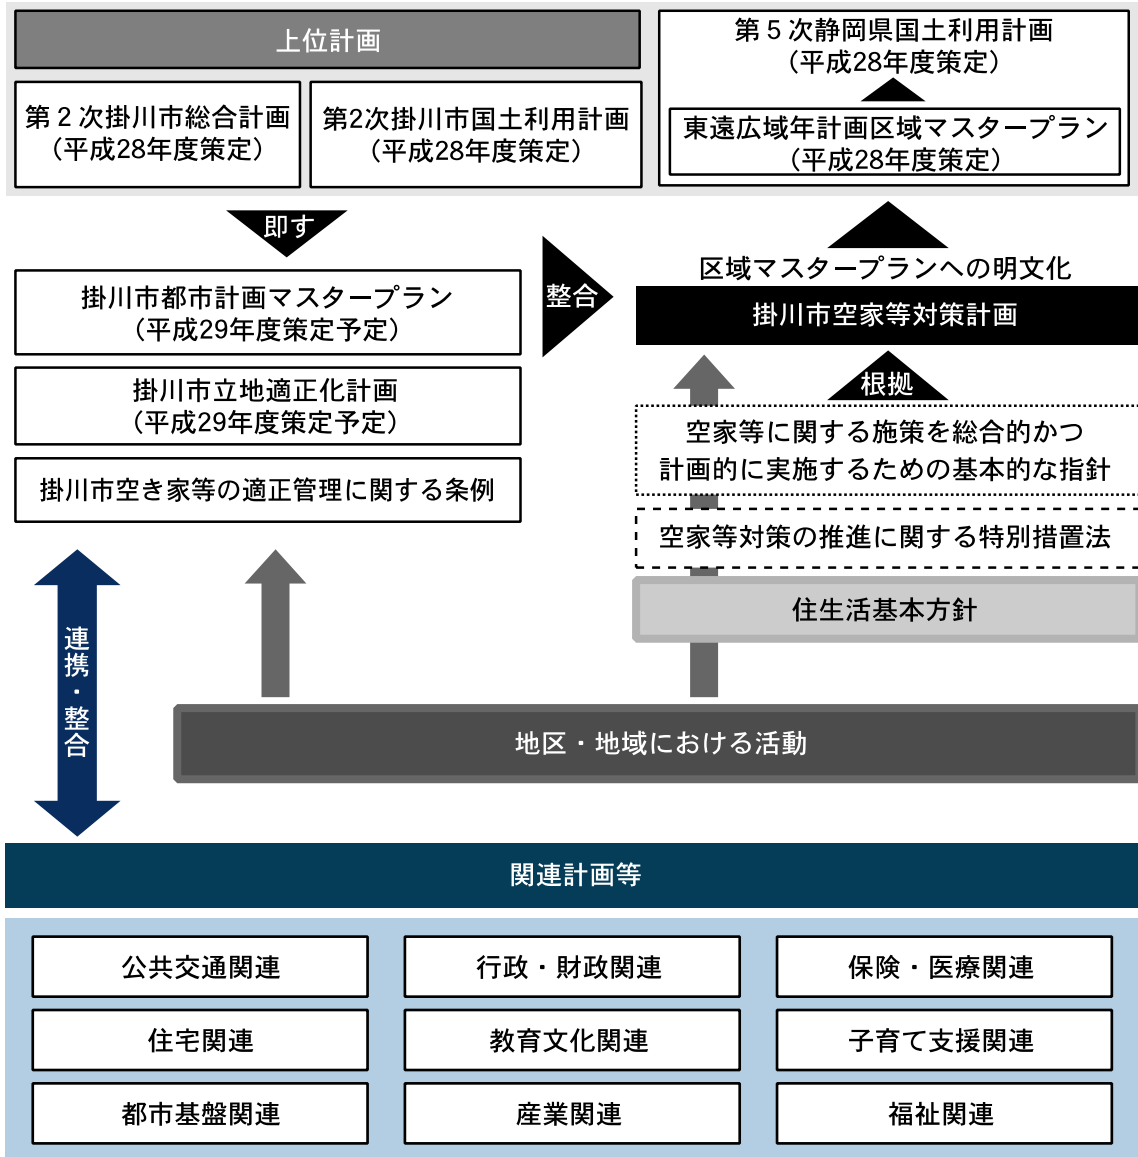 上位計画
第２次掛川市総合計画
(平成28年度策定)
第2次掛川市国土利用計画
(平成28年度策定)
第５次静岡県国土利用計画
(平成28年度策定)
東遠広域年計画区域マスタープラン
(平成28年度策定)
即す
掛川市都市計画マスタープラン
(平成29年度策定予定)
掛川市立地適正化計画
(平成29年度策定予定)
掛川市空き家等の適正管理に関する条例
整合
区域マスタープランへの明文化
掛川市空家等対策計画
根拠
空家等に関する施策を総合的かつ
計画的に実施するための基本的な指針
空家等対策の推進に関する特別措置法
住生活基本方針
連携・整合
地区・地域における活動
関連計画等
公共交通関連
行政・財政関連
保険・医療関連
住宅関連
教育文化関連
子育て支援関連
都市基盤関連
産業関連
福祉関連